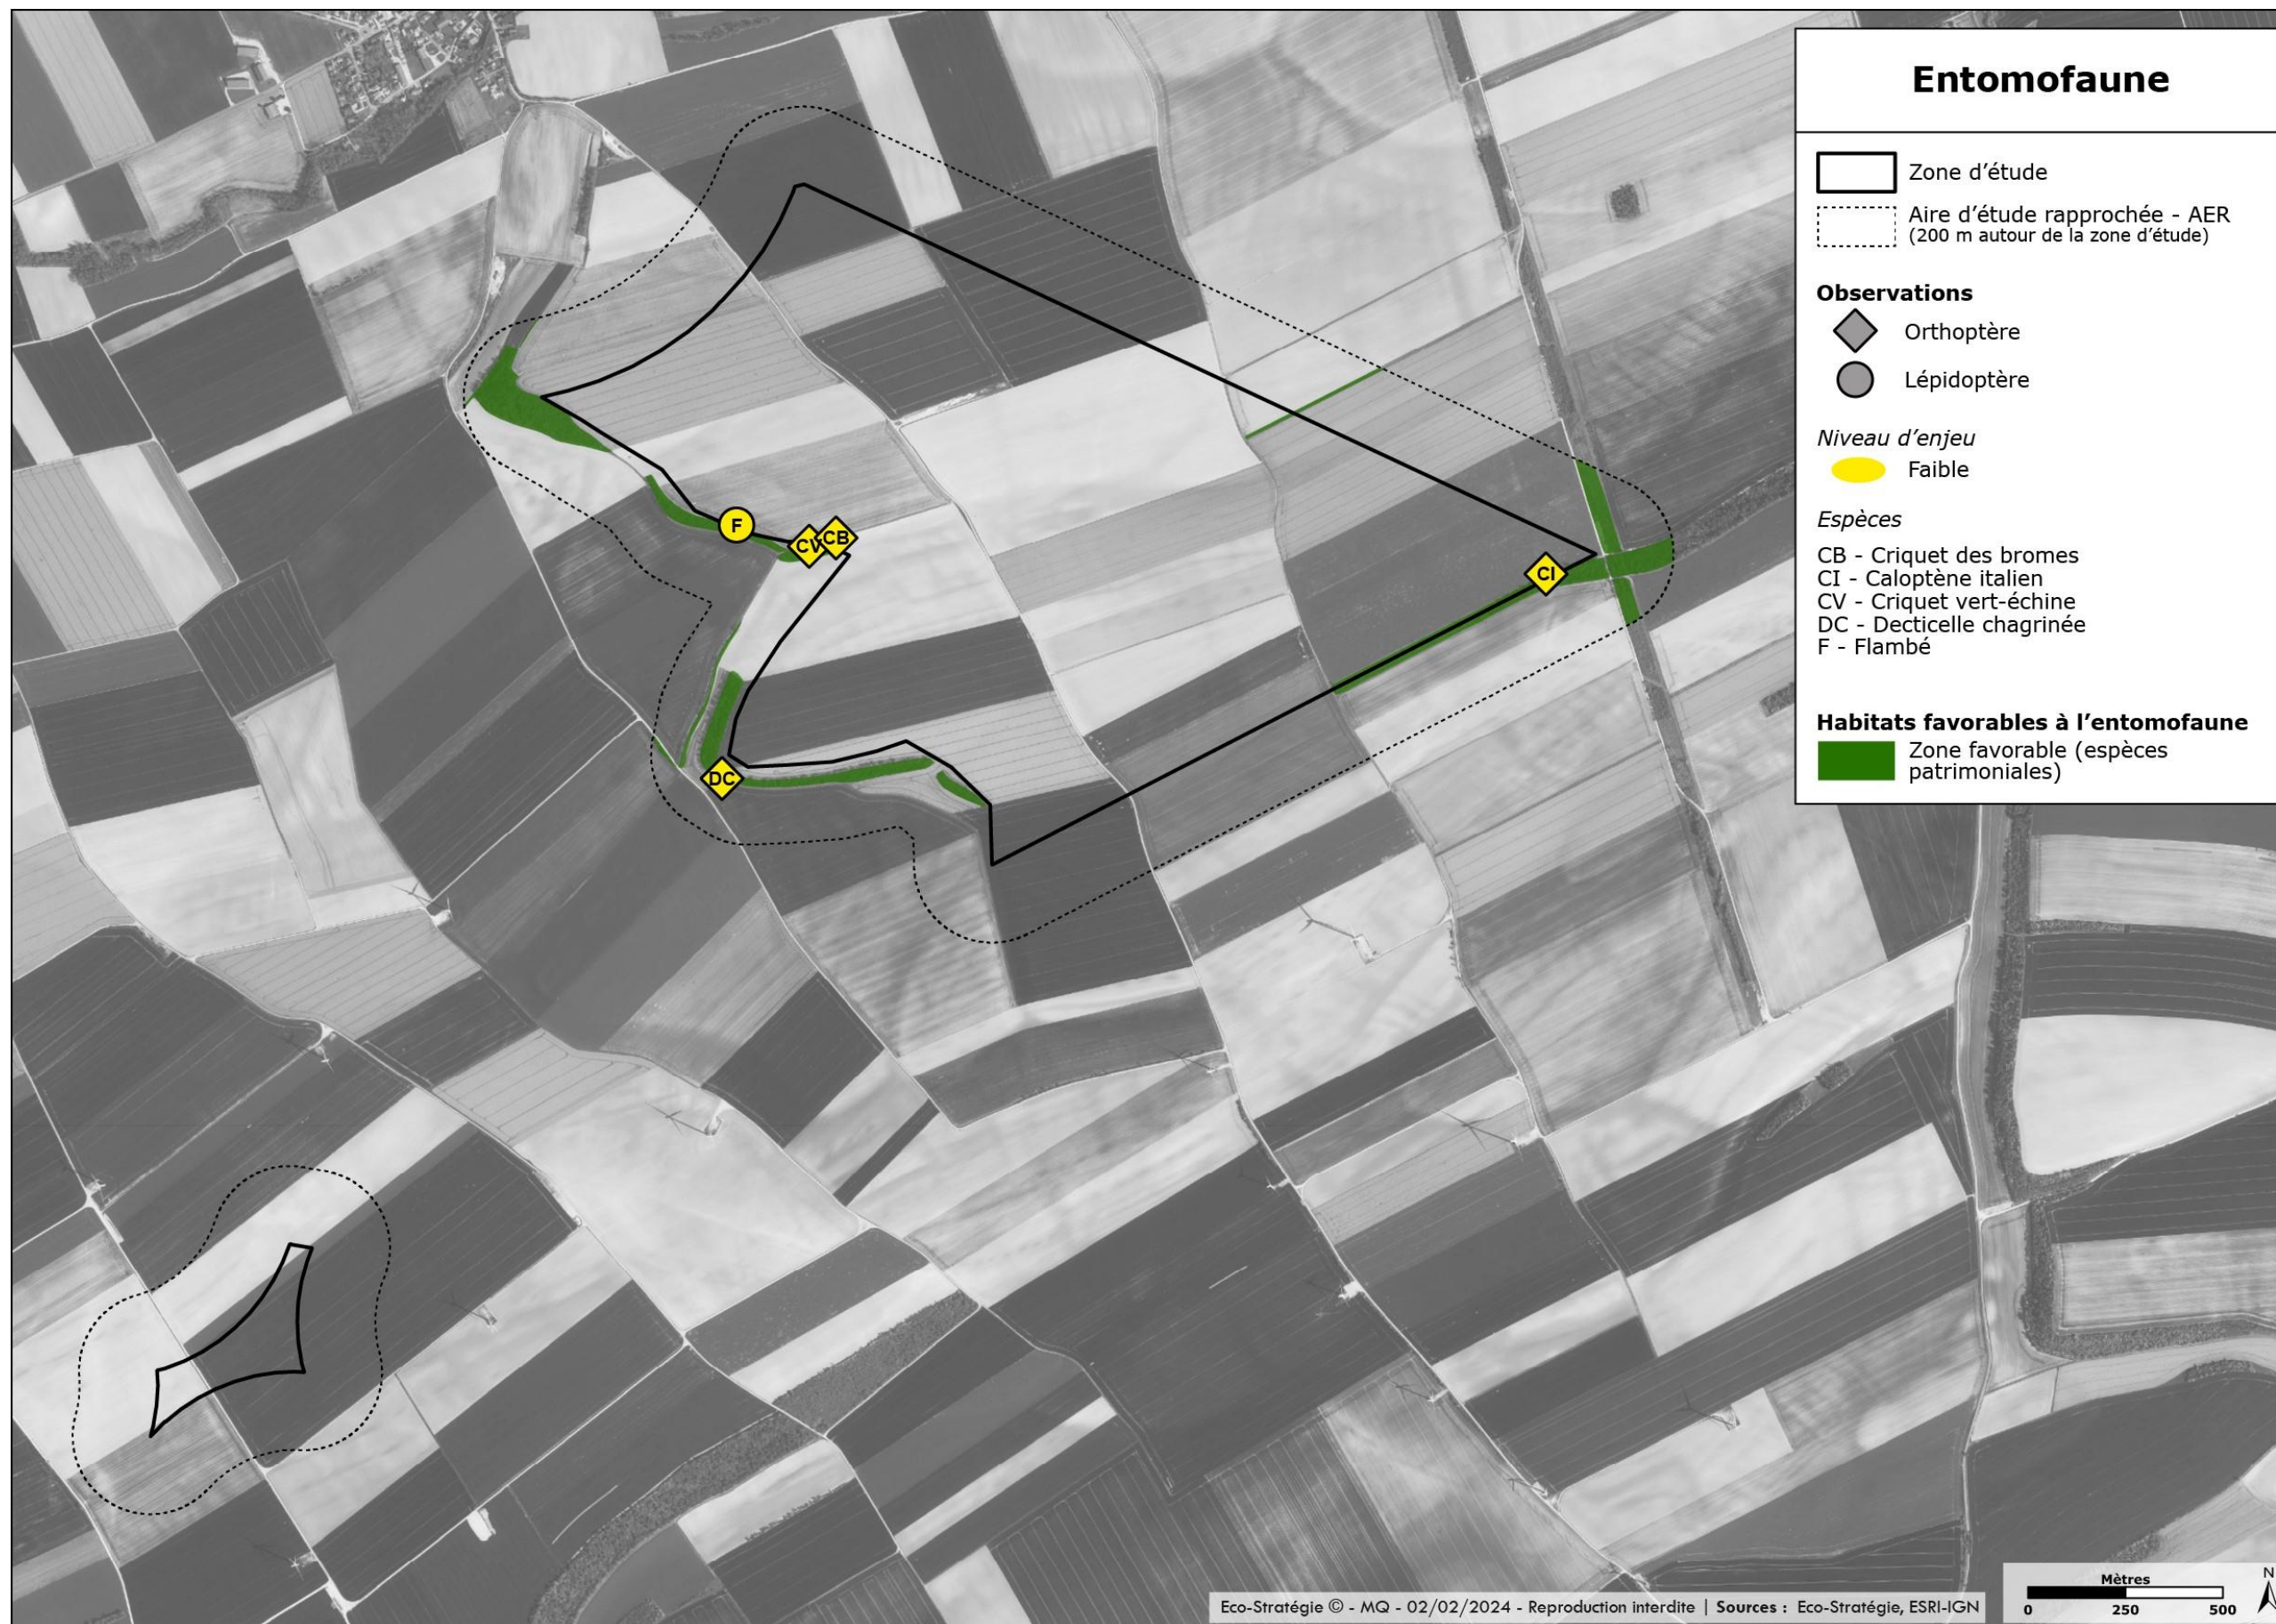 Entomofaune
Zone d’étude
Aire d’étude rapprochée - AER
(200 m autour de la zone d’étude)
Observations
Orthoptère
Lépidoptère
Niveau d’enjeu
Faible
Espèces
CB - Criquet des bromes
CI - Caloptène italien
CV - Criquet vert-échine
DC - Decticelle chagrinée
F - Flambé
Habitats favorables à l’entomofaune
Zone favorable (espèces
patrimoniales)
F
CV
CB
CI
DC
Eco-Stratégie © - MQ - 02/02/2024 - Reproduction interdite | Sources : Eco-Stratégie, ESRI-IGN
Mètres
0 250 500
N